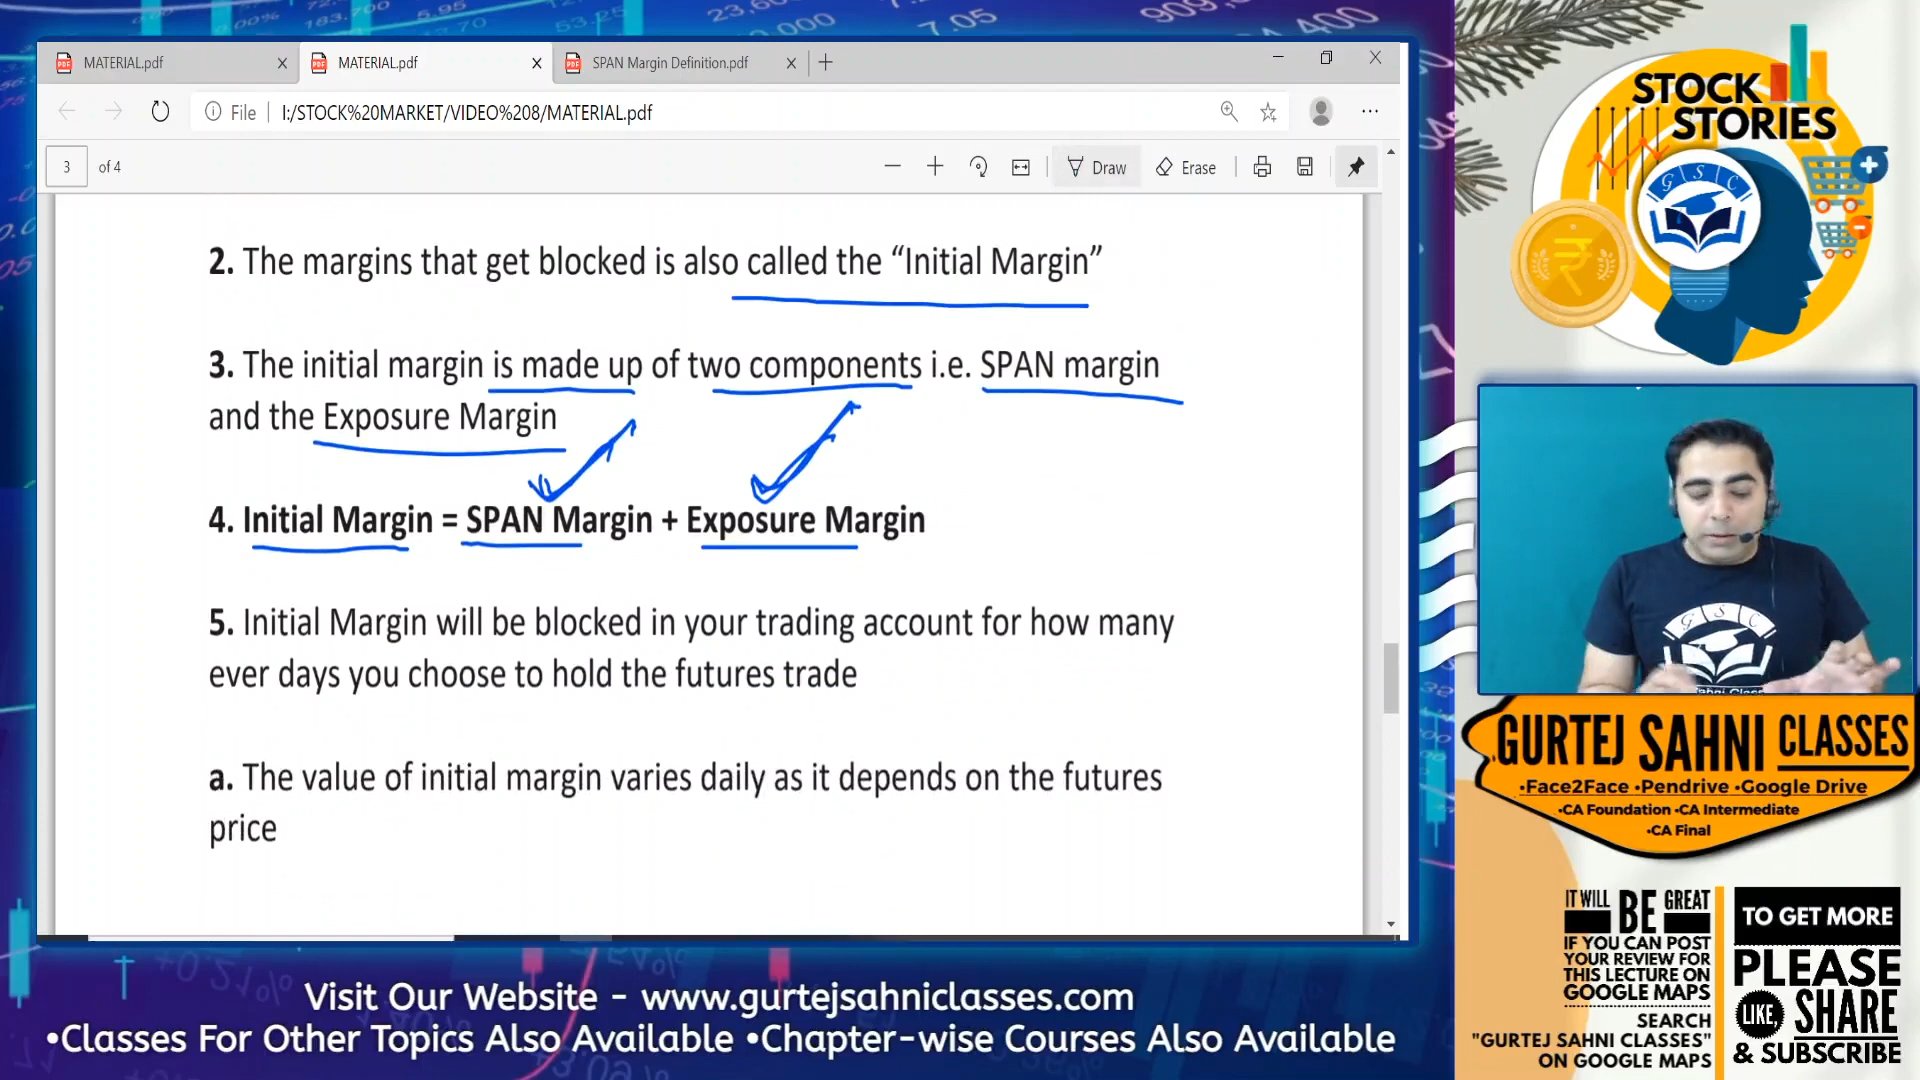 MATERIAL.pdf
MATERIAL.pdf
SPAN Margin Definition.pdf
File
I:/STOCK%20MARKET/VIDEO%208/MATERIAL.pdf
3
of 4
Draw
Erase
2. The margins that get blocked is also called the “Initial Margin”
3. The initial margin is made up of two components i.e. SPAN margin
and the Exposure Margin
4. Initial Margin = SPAN Margin + Exposure Margin
5. Initial Margin will be blocked in your trading account for how many
ever days you choose to hold the futures trade
a. The value of initial margin varies daily as it depends on the futures
price
STOCK
STORIES
G S C
G S C
GURTEJ SAHNI CLASSES
•Face2Face •Pendrive •Google Drive
•CA Foundation •CA Intermediate
•CA Final
IT WILL BE GREAT
IF YOU CAN POST
YOUR REVIEW FOR
THIS LECTURE ON
GOOGLE MAPS
SEARCH
"GURTEJ SAHNI CLASSES"
ON GOOGLE MAPS
TO GET MORE
PLEASE
LIKE, SHARE
& SUBSCRIBE
Visit Our Website - www.gurtejsahniclasses.com
•Classes For Other Topics Also Available •Chapter-wise Courses Also Available